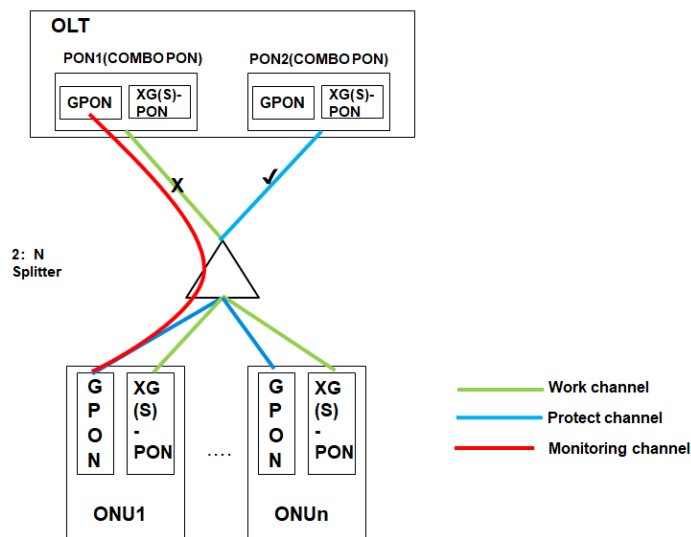 OLT
PON1(COMBO PON)
PON2(COMBO PON)
GPON
XG(S)-
PON
GPON
XG(S)-
PON
X
✓
2: N
Splitter
G
P
O
N
XG
(S)
-
PON
....
G
P
O
N
XG
(S)
-
PON
ONU1
ONUn
Work channel
Protect channel
Monitoring channel